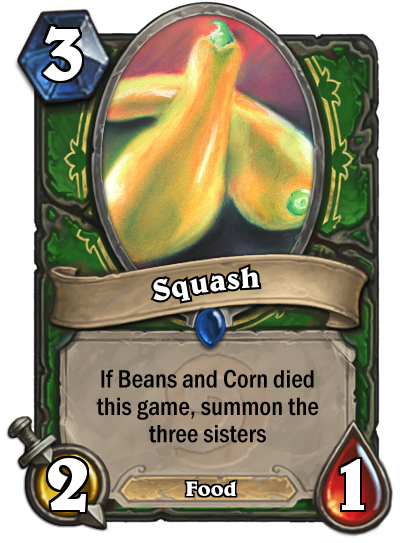 3
Squash
If Beans and Corn died
this game, summon the
three sisters
2
Food
1